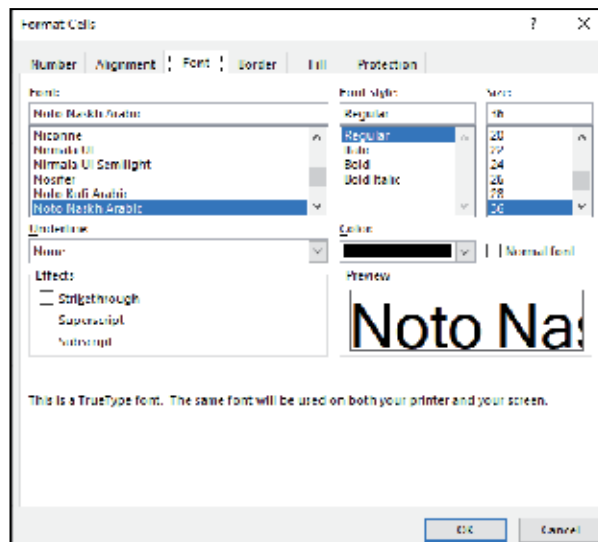 Format Cells ? ×
Number Alignment Font Border Fill Protection
Font: Font style: Size:
Noto Naskh Arabic Regular 36
Niconne Regular 20
Nirmala UI Italic 22
Nirmala UI Semilight Bold 24
Nosifer Bold Italic 26
Noto Kufi Arabic 28
Noto Naskh Arabic 36
Underline: Color:
None Normal font
Effects Preview
Strikethrough
Superscript
Subscript
Noto Nas
This is a TrueType font. The same font will be used on both your printer and your screen.
OK Cancel